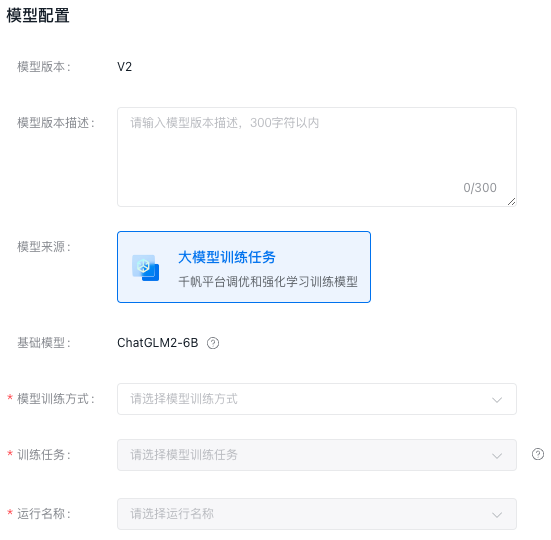 模型配置
模型版本： V2
模型版本描述： 请输入模型版本描述，300字符以内
0/300
模型来源： 大模型训练任务
千帆平台调优和强化学习训练模型
基础模型： ChatGLM2-6B ?
* 模型训练方式： 请选择模型训练方式
* 训练任务： 请选择模型训练任务 ?
* 运行名称： 请选择运行名称